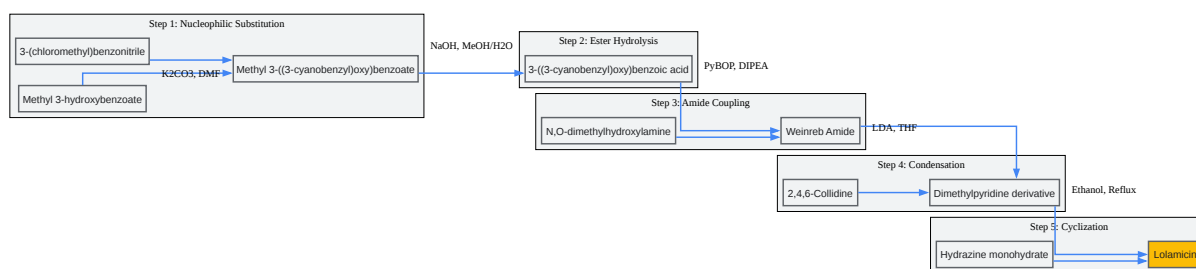 Step 1: Nucleophilic Substitution
3-(chloromethyl)benzonitrile
K2CO3, DMF
Methyl 3-hydroxybenzoate
Methyl 3-((3-cyanobenzyl)oxy)benzoate
NaOH, MeOH/H2O
Step 2: Ester Hydrolysis
3-((3-cyanobenzyl)oxy)benzoic acid
PyBOP, DIPEA
Step 3: Amide Coupling
N,O-dimethylhydroxylamine
Weinreb Amide
LDA, THF
Step 4: Condensation
2,4,6-Collidine
Dimethylpyridine derivative
Ethanol, Reflux
Step 5: Cyclization
Hydrazine monohydrate
Lolamicin